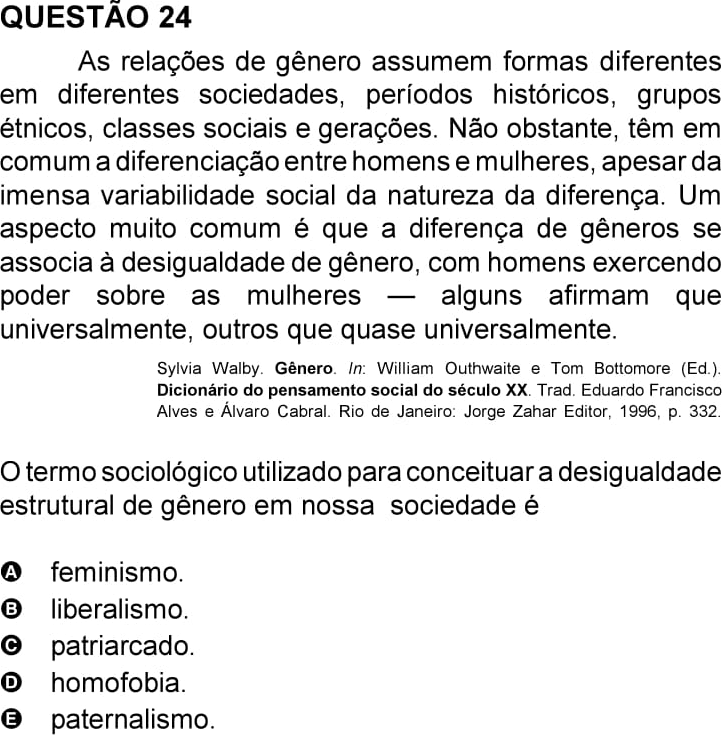 QUESTÃO 24
As relações de gênero assumem formas diferentes
em diferentes sociedades, períodos históricos, grupos
étnicos, classes sociais e gerações. Não obstante, têm em
comum a diferenciação entre homens e mulheres, apesar da
imensa variabilidade social da natureza da diferença. Um
aspecto muito comum é que a diferença de gêneros se
associa à desigualdade de gênero, com homens exercendo
poder sobre as mulheres — alguns afirmam que
universalmente, outros que quase universalmente.
Sylvia Walby. Gênero. In: William Outhwaite e Tom Bottomore (Ed.).
Dicionário do pensamento social do século XX. Trad. Eduardo Francisco
Alves e Álvaro Cabral. Rio de Janeiro: Jorge Zahar Editor, 1996, p. 332.
O termo sociológico utilizado para conceituar a desigualdade
estrutural de gênero em nossa sociedade é
A feminismo.
B liberalismo.
C patriarcado.
D homofobia.
E paternalismo.